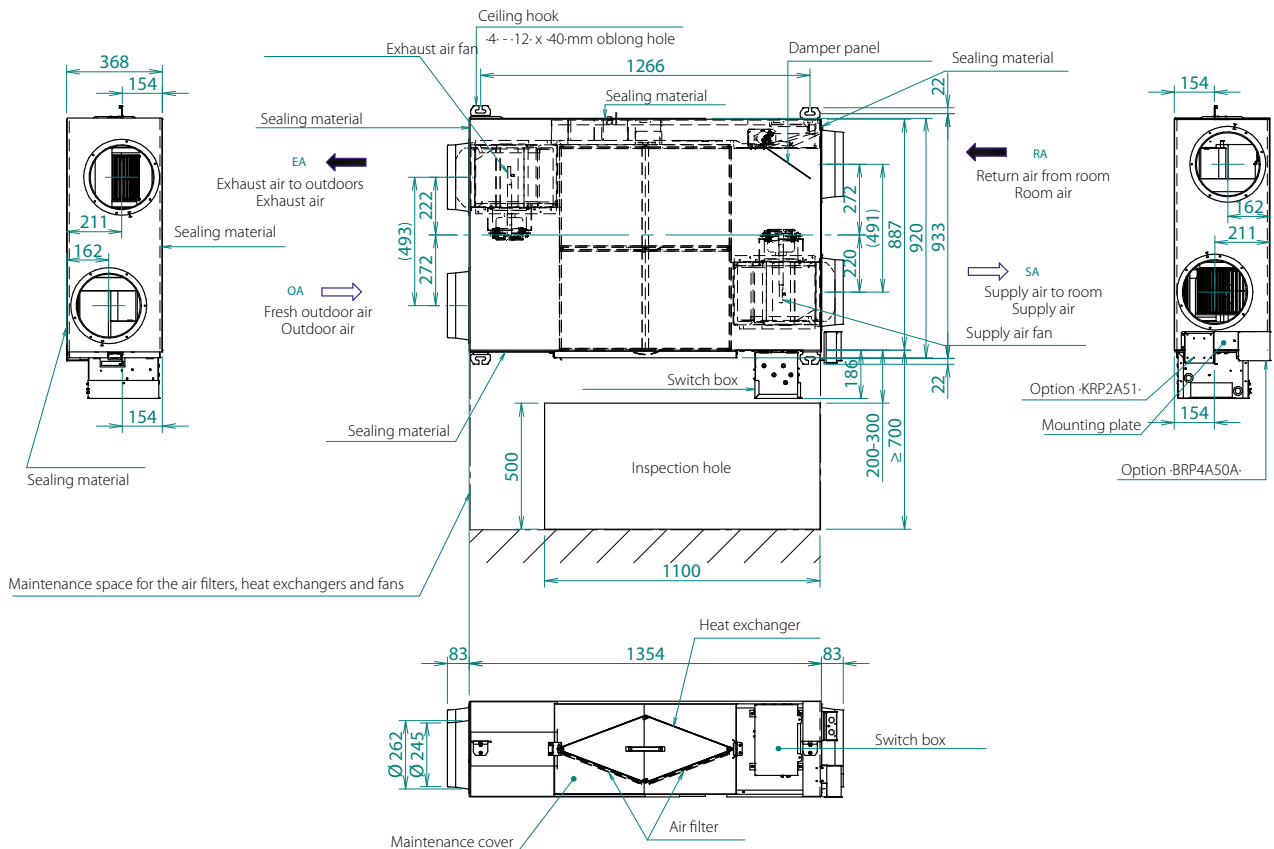 Ceiling hook
·4· - ·12· x ·40·mm oblong hole
Exhaust air fan
1266
Damper panel
Sealing material
22
368
154
Sealing material
Sealing material
al
EA
Exhaust air to outdoors
Exhaust air
211
Sealing material
162
OA
Fresh outdoor air
Outdoor air
(493)
222
272
272
(491)
220
887
920
933
RA
Return air from room
Room air
SA
Supply air to room
Supply air
Supply air fan
154
162
211
186
22
Switch box
154
Sealing material
Sealing material
500
Inspection hole
200-300
≥ 700
Option ·KRP2A51·
Mounting plate
154
Option ·BRP4A50A·
1100
Maintenance space for the air filters, heat exchangers and fans
Heat exchanger
83
1354
83
Ø 262
Ø 245
Switch box
Air filter
Maintenance cover